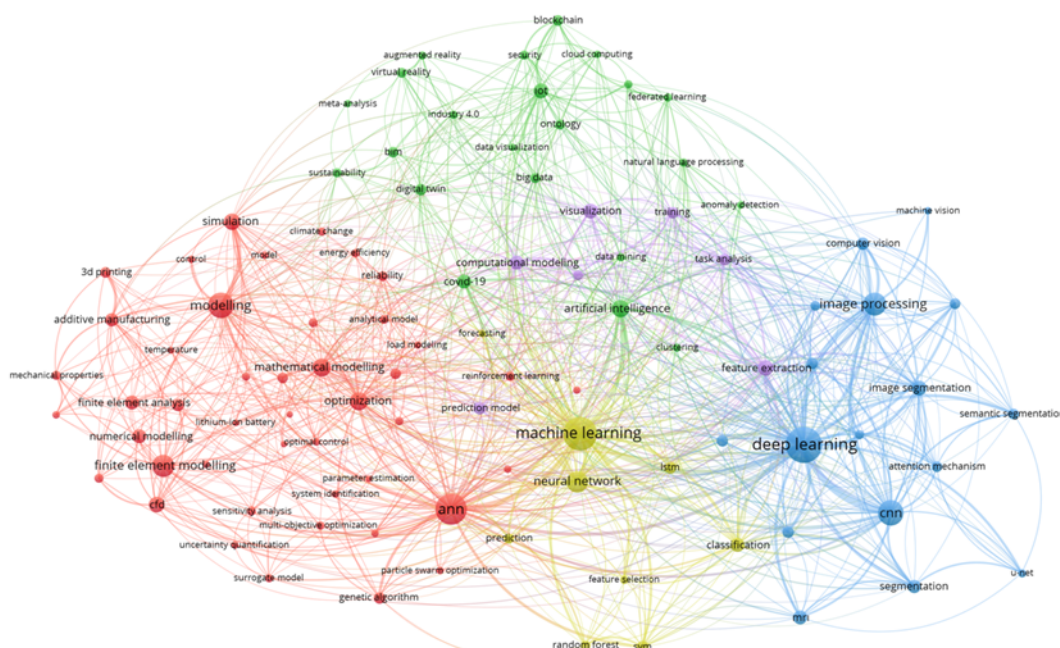 blockchain
augmented reality
security
cloud computing
virtual reality
iot
federated learning
meta-analysis
industry 4.0
ontology
bim
data visualization
natural language processing
sustainability
digital twin
big data
anomaly detection
simulation
visualization
training
machine vision
climate change
computer vision
control
model
energy efficiency
computational modelling
data mining
task analysis
3d printing
reliability
covid-19
modelling
artificial intelligence
image processing
additive manufacturing
analytical model
forecasting
load modeling
clustering
temperature
mathematical modelling
reinforcement learning
feature extraction
mechanical properties
image segmentation
finite element analysis
optimization
prediction model
semantic segmentation
lithium-ion battery
numerical modelling
optimal control
machine learning
deep learning
finite element modelling
lstm
attention mechanism
parameter estimation
neural network
system identification
cfd
sensitivity analysis
ann
cnn
multi-objective optimization
prediction
uncertainty quantification
classification
particle swarm optimization
surrogate model
feature selection
u-net
genetic algorithm
segmentation
mri
random forest
svm